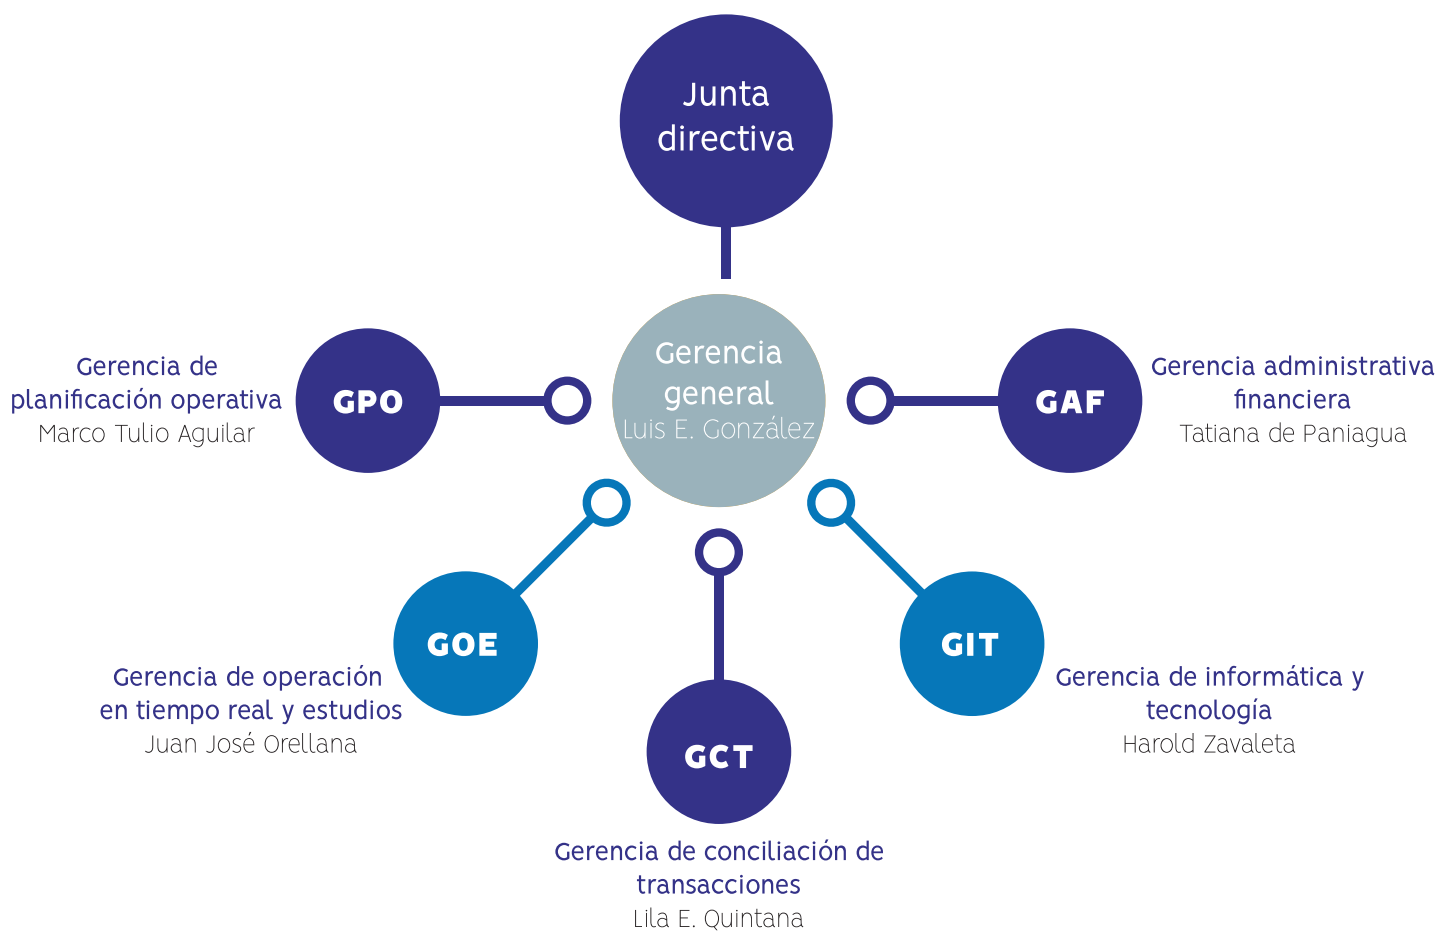 Junta
directiva
Gerencia
general
Luis E. González
Gerencia de
planificación operativa
Marco Tulio Aguilar
GPO
GAF
Gerencia administrativa
financiera
Tatiana de Paniagua
GOE
Gerencia de operación
en tiempo real y estudios
Juan José Orellana
GIT
Gerencia de informática y
tecnología
Harold Zavaleta
GCT
Gerencia de conciliación de
transacciones
Lila E. Quintana